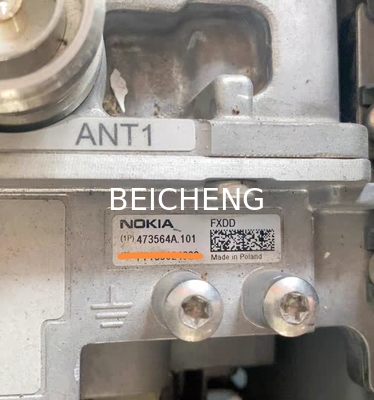 ANT1
BEICHENG
NOKIA FXDD
(1P) 473564A.101
Made in Poland